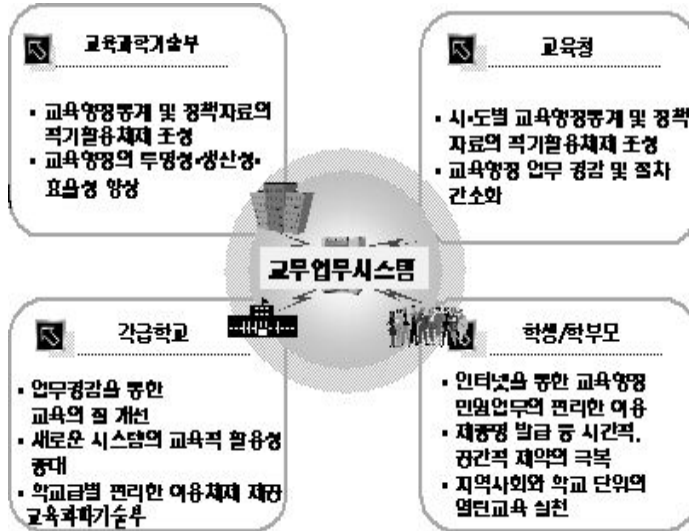 교육과학기술부
교육행정통계 및 정책자료의
적기활용체제 조성
교육행정의 투명성·생산성·
효율성 향상
교육청
시·도별 교육행정통계 및 정책
자료의 적기활용체제 조성
교육행정 업무 경감 및 절차
간소화
교무업무시스템
각급학교
업무경감을 통한
교육의 질 개선
새로운 시스템의 교육적 활용성
증대
학교급별 편리한 이용체제 제공
교육과학기술부
학생/학부모
인터넷을 통한 교육행정
민원업무의 편리한 이용
제증명 발급 등 시간적,
공간적 제약의 극복
지역사회와 학교 단위의
열린교육 실천